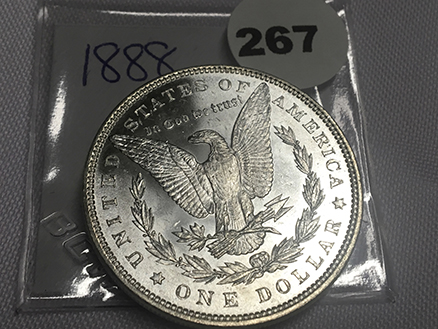 1888
267
UNITED STATES OF AMERICA
In God we trust
ONE DOLLAR